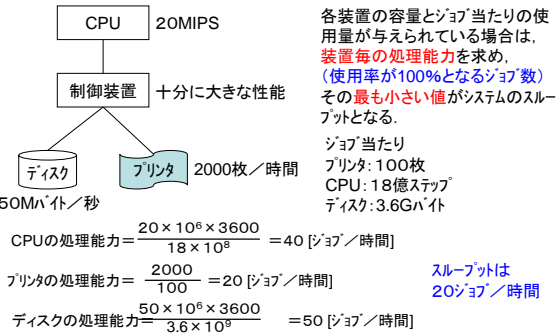 CPU
20MIPS
制御装置
十分に大きな性能
ディスク
プリンタ
2000枚/時間
50Mバイト/秒
各装置の容量とジョブ当たりの使
用量が与えられている場合は，
装置毎の処理能力を求め，
（使用率が100%となるジョブ数）
その最も小さい値がシステムのスルー
プットとなる．
ジョブ当たり
プリンタ：100枚
CPU：18億ステップ
ディスク：3.6Gバイト
CPUの処理能力＝ 20×10⁶×3600 / 18×10⁸ ＝40 [ジョブ/時間]
プリンタの処理能力＝ 2000 / 100 ＝20 [ジョブ/時間]
スループットは
20ジョブ/時間
ディスクの処理能力＝ 50×10⁶×3600 / 3.6×10⁹ ＝50 [ジョブ/時間]